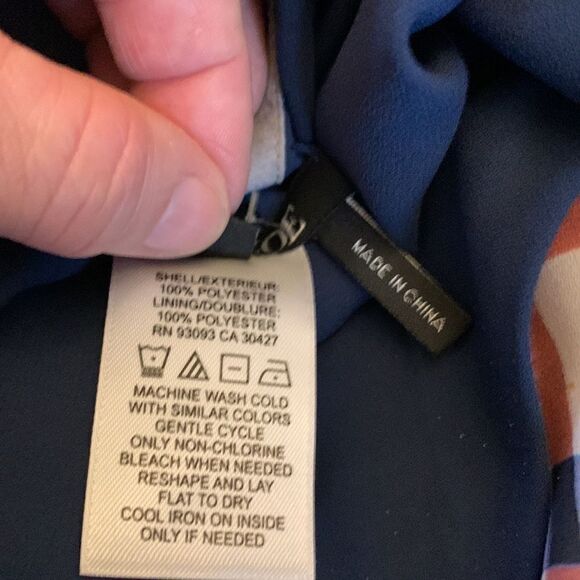 SHELL/EXTERIEUR:
100% POLYESTER
LINING/DOUBLURE:
100% POLYESTER
RN 93093 CA 30427
MACHINE WASH COLD
WITH SIMILAR COLORS
GENTLE CYCLE
ONLY NON-CHLORINE
BLEACH WHEN NEEDED
RESHAPE AND LAY
FLAT TO DRY
COOL IRON ON INSIDE
ONLY IF NEEDED
MADE IN CHINA